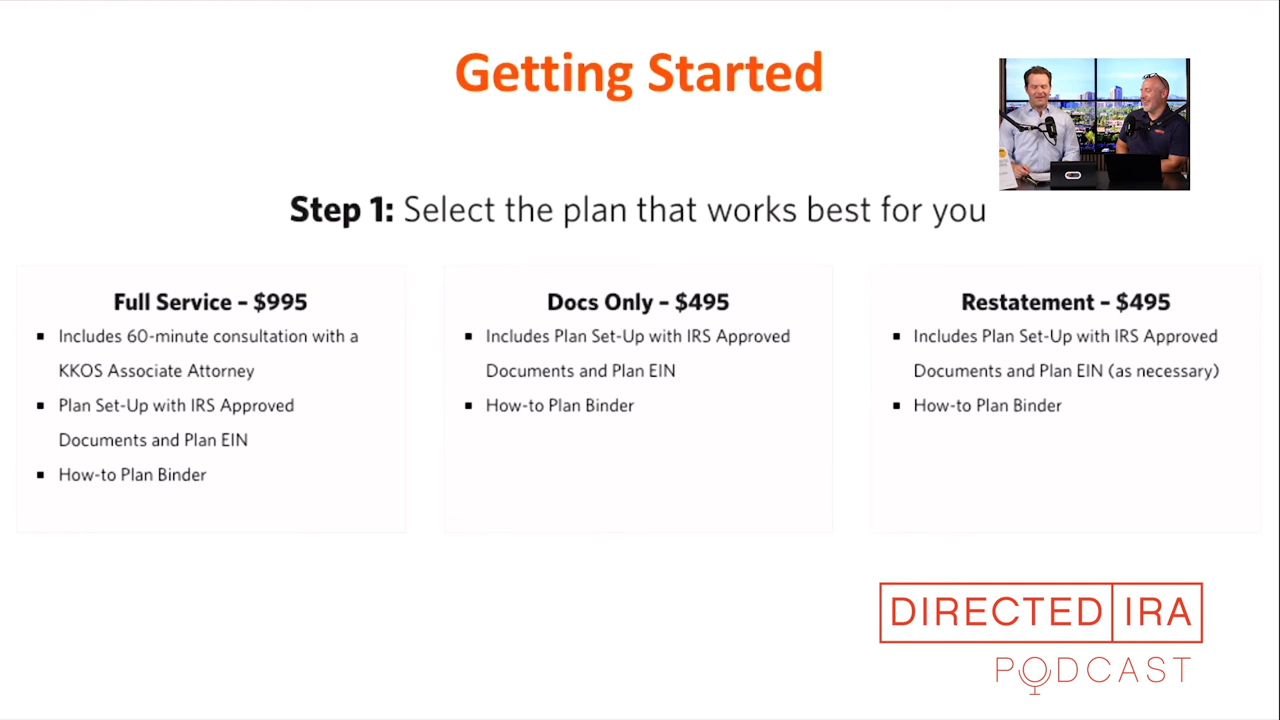 Getting Started
Step 1: Select the plan that works best for you
Full Service – $995
▪ Includes 60-minute consultation with a
KKOS Associate Attorney
▪ Plan Set-Up with IRS Approved
Documents and Plan EIN
▪ How-to Plan Binder
Docs Only – $495
▪ Includes Plan Set-Up with IRS Approved
Documents and Plan EIN
▪ How-to Plan Binder
Restatement – $495
▪ Includes Plan Set-Up with IRS Approved
Documents and Plan EIN (as necessary)
▪ How-to Plan Binder
DIRECTED IRA
PODCAST